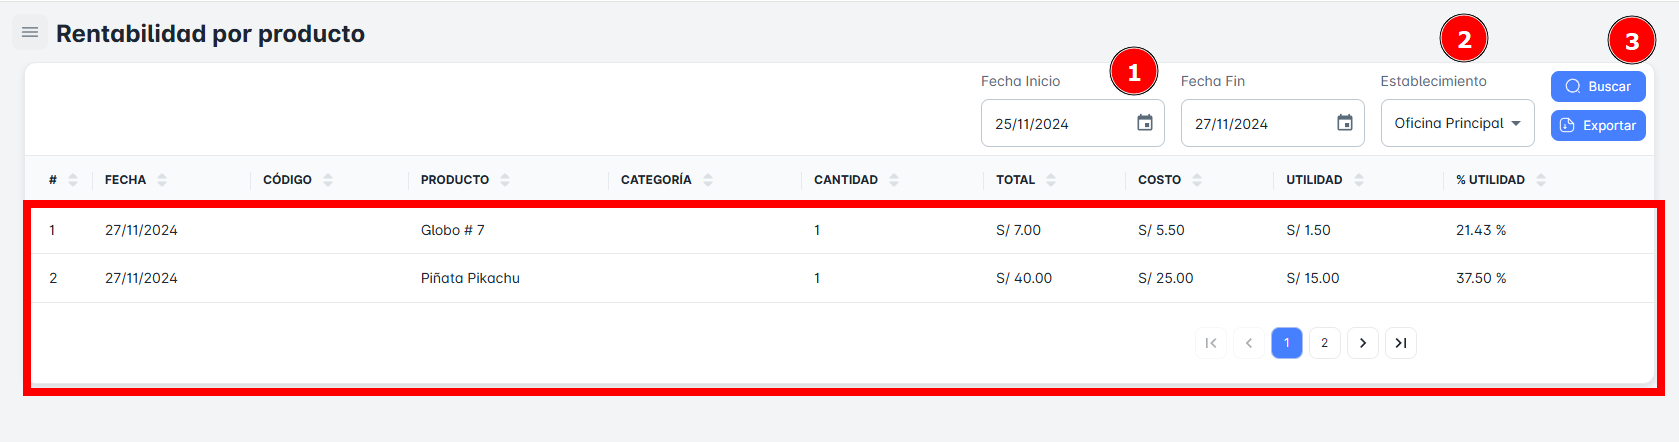 Rentabilidad por producto
1
2
3
Fecha Inicio
Fecha Fin
Establecimiento
25/11/2024
27/11/2024
Oficina Principal
Buscar
Exportar
# FECHA CÓDIGO PRODUCTO CATEGORÍA CANTIDAD TOTAL COSTO UTILIDAD % UTILIDAD
1 27/11/2024 Globo # 7 1 S/ 7.00 S/ 5.50 S/ 1.50 21.43 %
2 27/11/2024 Piñata Pikachu 1 S/ 40.00 S/ 25.00 S/ 15.00 37.50 %
1 2